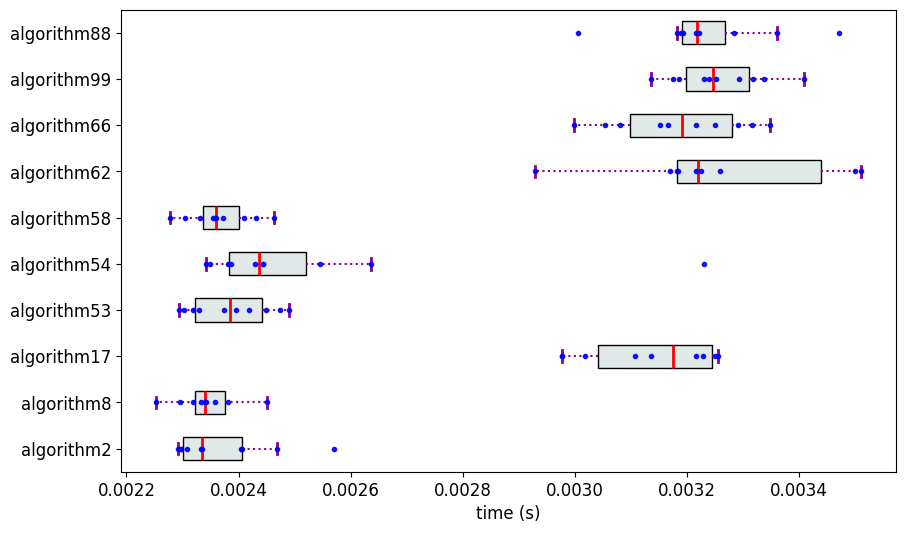 algorithm88
algorithm99
algorithm66
algorithm62
algorithm58
algorithm54
algorithm53
algorithm17
algorithm8
algorithm2
0.0022 0.0024 0.0026 0.0028 0.0030 0.0032 0.0034
time (s)